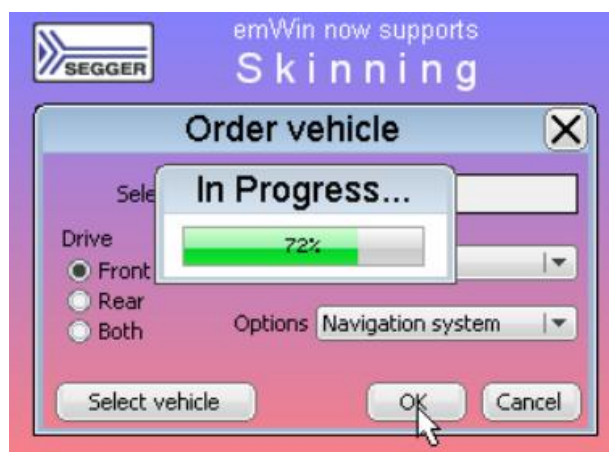 SEGGER
emWin now supports
Skinning
Order vehicle
In Progress...
72%
Drive
Front
Rear
Both
Options Navigation system
Select vehicle OK Cancel